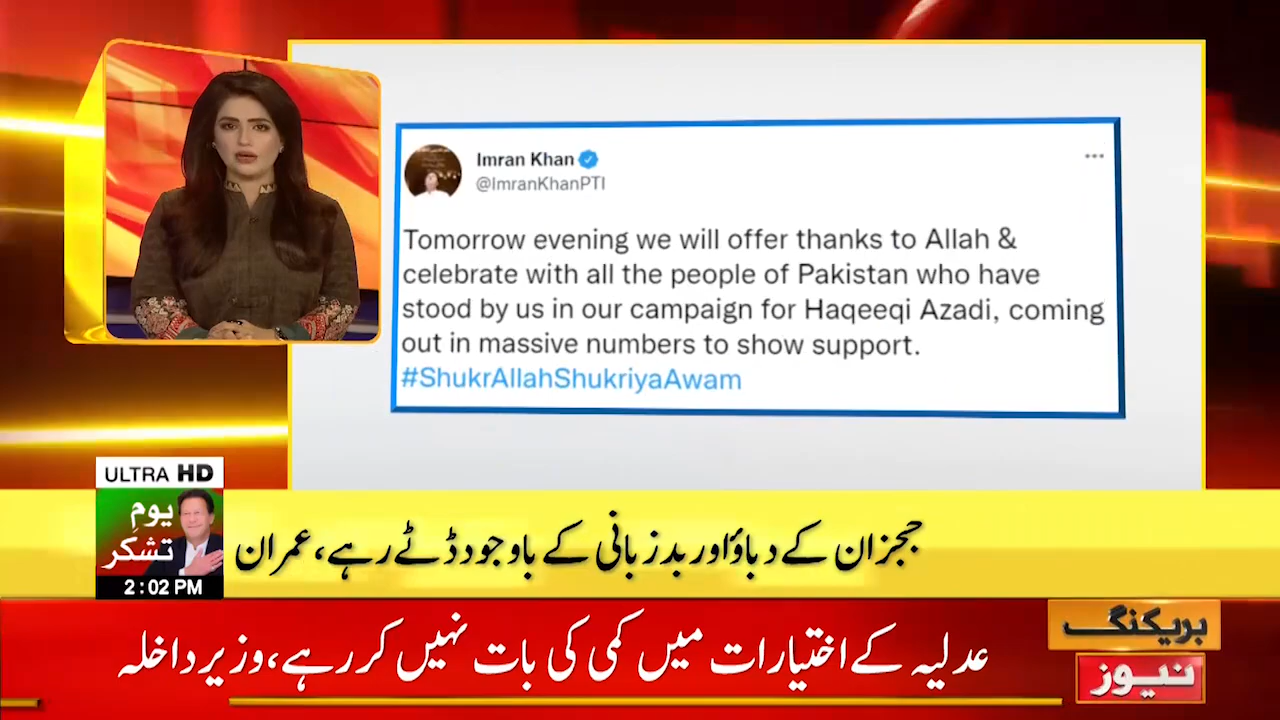 Imran Khan
@ImranKhanPTI
Tomorrow evening we will offer thanks to Allah &
celebrate with all the people of Pakistan who have
stood by us in our campaign for Haqeeqi Azadi, coming
out in massive numbers to show support.
#ShukrAllahShukriyaAwam
ULTRA HD
یومِ
تشکر
2:02 PM
ججز ان کے دباؤ اور بدزبانی کے باوجود ڈٹے رہے، عمران
بریکنگ
نیوز
عدلیہ کے اختیارات میں کمی کی بات نہیں کر رہے، وزیر داخلہ